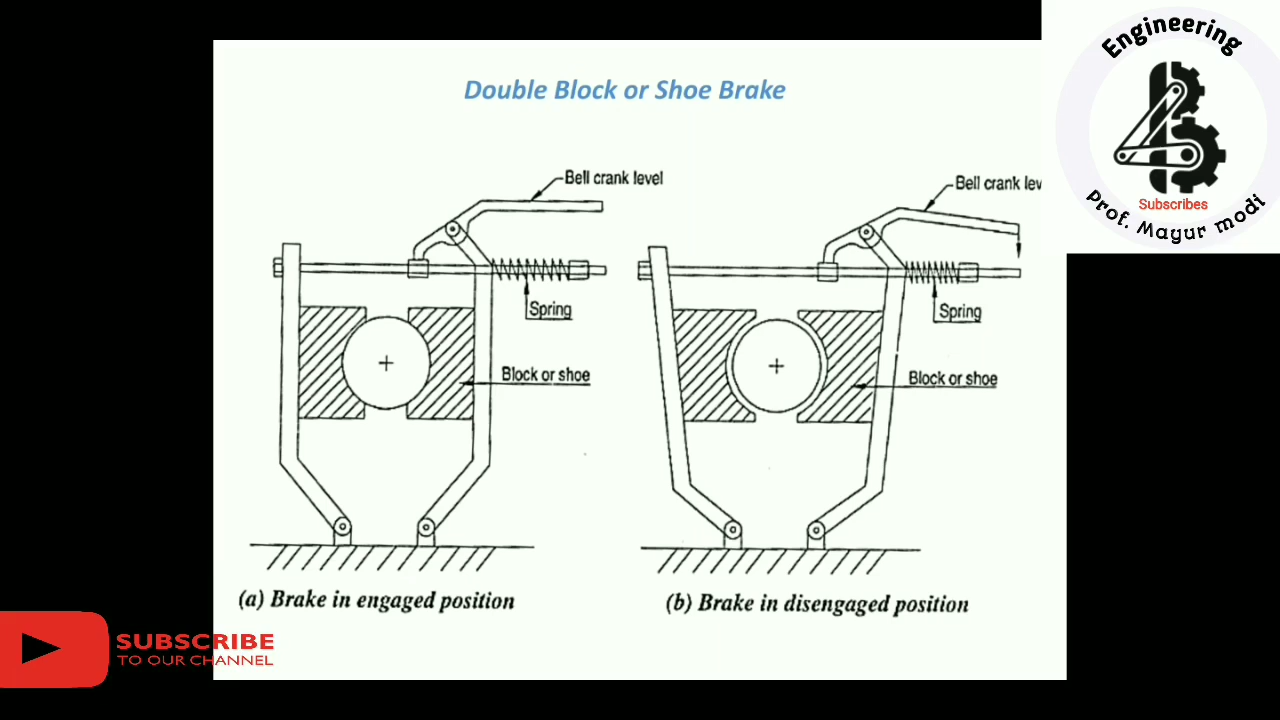 Engineering
Subscribes
Prof. Mayur modi
Double Block or Shoe Brake
Bell crank level
Spring
Block or shoe
(a) Brake in engaged position
Bell crank lev
Spring
Block or shoe
(b) Brake in disengaged position
SUBSCRIBE
TO OUR CHANNEL